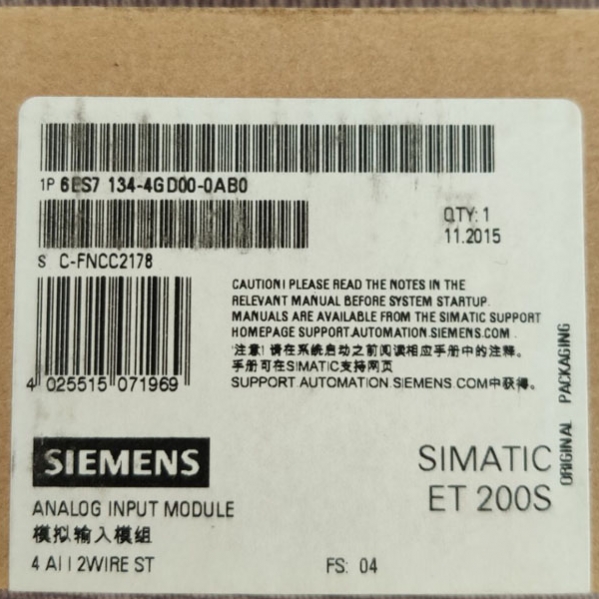 1P 6ES7 134-4GD00-0AB0
QTY: 1
11.2015
S C-FNCC2178
CAUTION! PLEASE READ THE NOTES IN THE
RELEVANT MANUAL BEFORE SYSTEM STARTUP.
MANUALS ARE AVAILABLE FROM THE SIMATIC SUPPORT
HOMEPAGE SUPPORT.AUTOMATION.SIEMENS.COM .
注意! 请在系统启动之前阅读相应手册中的注释。
手册可在SIMATIC支持网页
SUPPORT.AUTOMATION.SIEMENS.COM中获得。
4 025515 071969
ORIGINAL PACKAGING
SIEMENS
SIMATIC
ET 200S
ANALOG INPUT MODULE
模拟输入模组
4 AI I 2WIRE ST
FS: 04